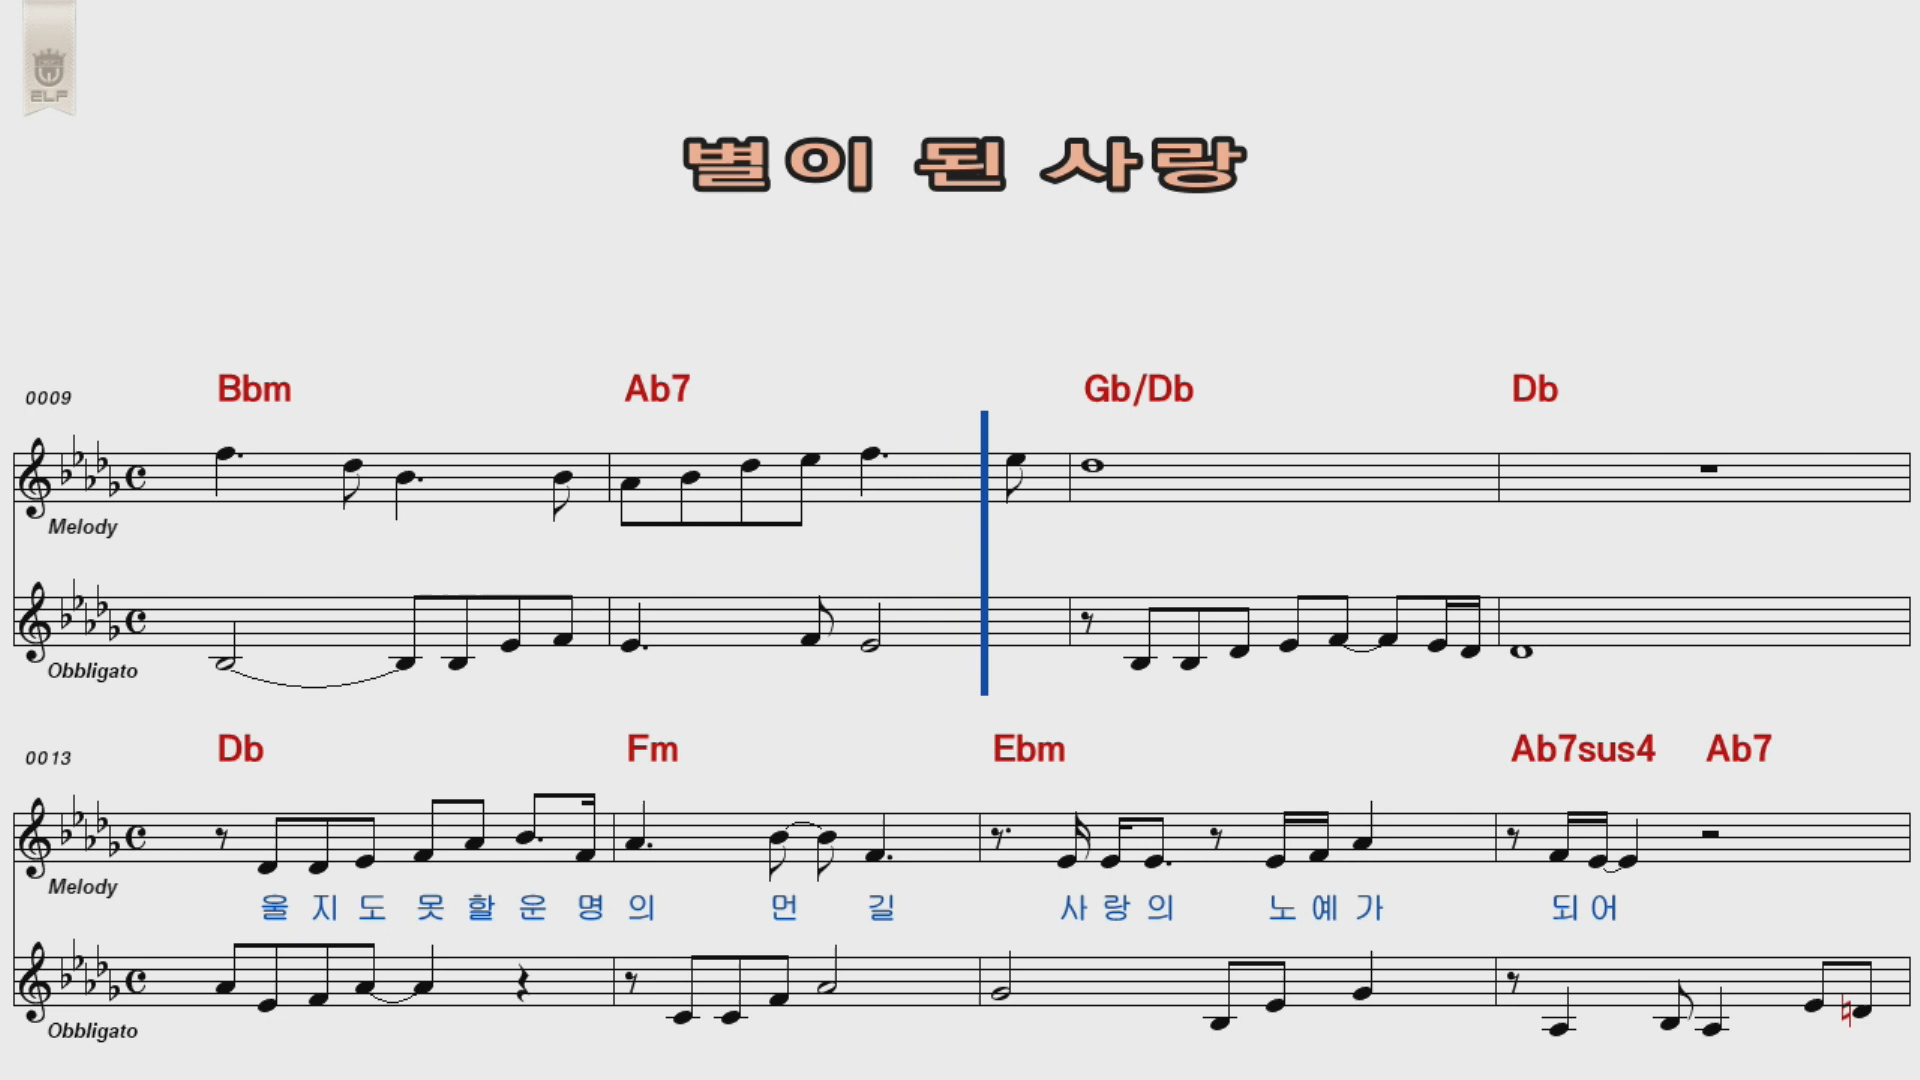 ELF
별이 된 사랑
0009 Bbm Ab7 Gb/Db Db
Melody
Obbligato
0013 Db Fm Ebm Ab7sus4 Ab7
Melody
울 지 도 못 할 운 명 의 먼 길 사 랑 의 노 예 가 되 어
Obbligato